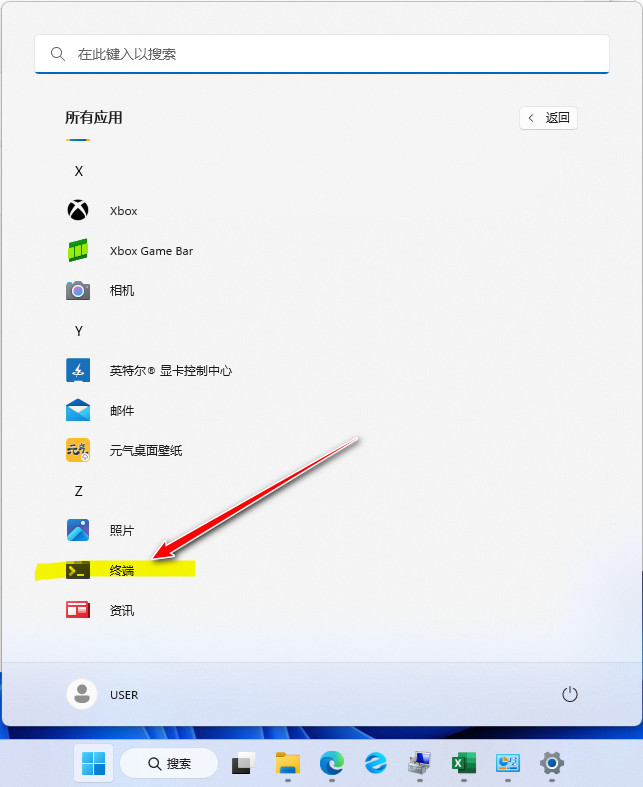 在此键入以搜索
所有应用
返回
X
Xbox
Xbox Game Bar
相机
Y
英特尔® 显卡控制中心
邮件
元气桌面壁纸
Z
照片
终端
资讯
USER
搜索